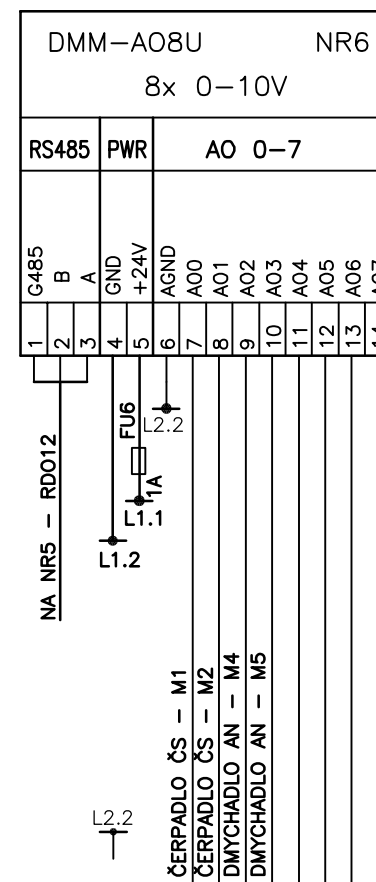 DMM-AO8U NR6
8x 0-10V
RS485 PWR AO 0-7
G485
B
A
GND
+24V
AGND
AO0
AO1
AO2
AO3
AO4
AO5
AO6
AO7
1 2 3 4 5 6 7 8 9 10 11 12 13 14
L2.2
FU6
1A
L1.1
L1.2
NA NR5 - RDO12
ČERPADLO ČS - M1
ČERPADLO ČS - M2
DMYCHADLO AN - M4
DMYCHADLO AN - M5
L2.2